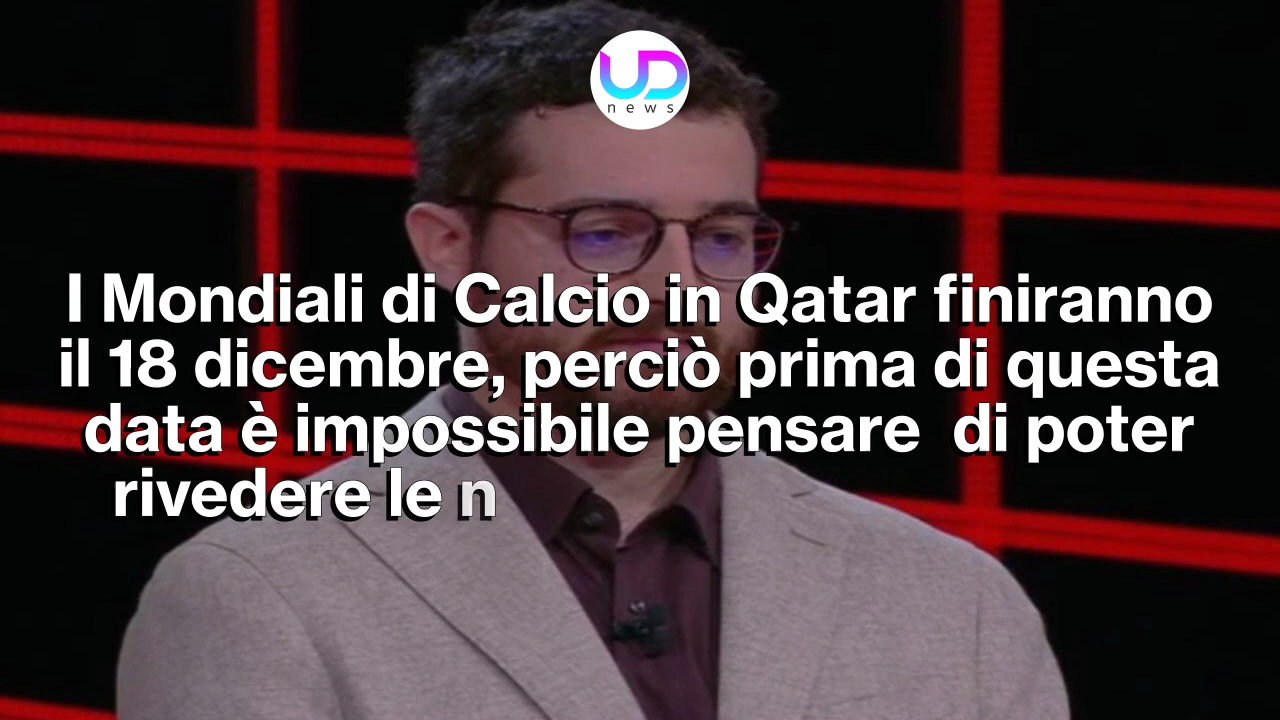 UD
news
I Mondiali di Calcio in Qatar finiranno
il 18 dicembre, perciò prima di questa
data è impossibile pensare  di poter
rivedere le n